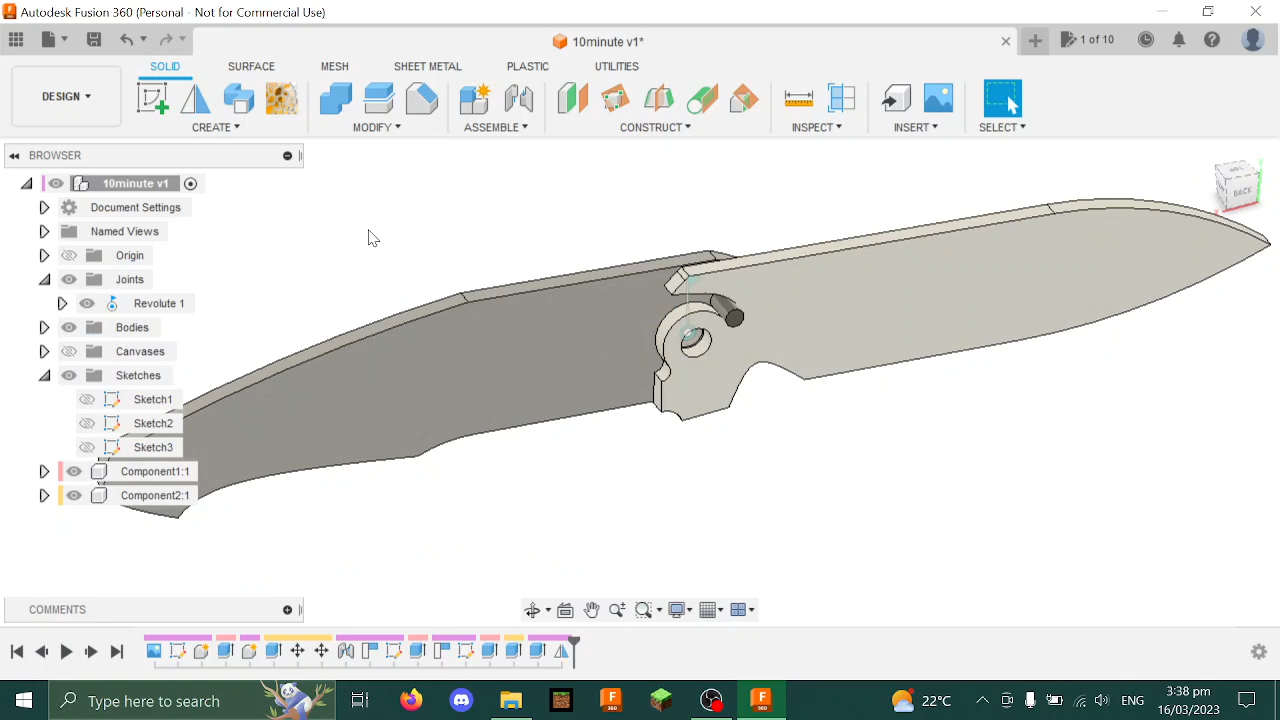 Autodesk Fusion 360 (Personal - Not for Commercial Use)
10minute v1*
1 of 10
SOLID
SURFACE
MESH
SHEET METAL
PLASTIC
UTILITIES
DESIGN
CREATE
MODIFY
ASSEMBLE
CONSTRUCT
INSPECT
INSERT
SELECT
BROWSER
10minute v1
Document Settings
Named Views
Origin
Joints
Revolute 1
Bodies
Canvases
Sketches
Sketch1
Sketch2
Sketch3
Component1:1
Component2:1
BACK
COMMENTS
Type here to search
22°C
ENG
3:38 pm
16/03/2023